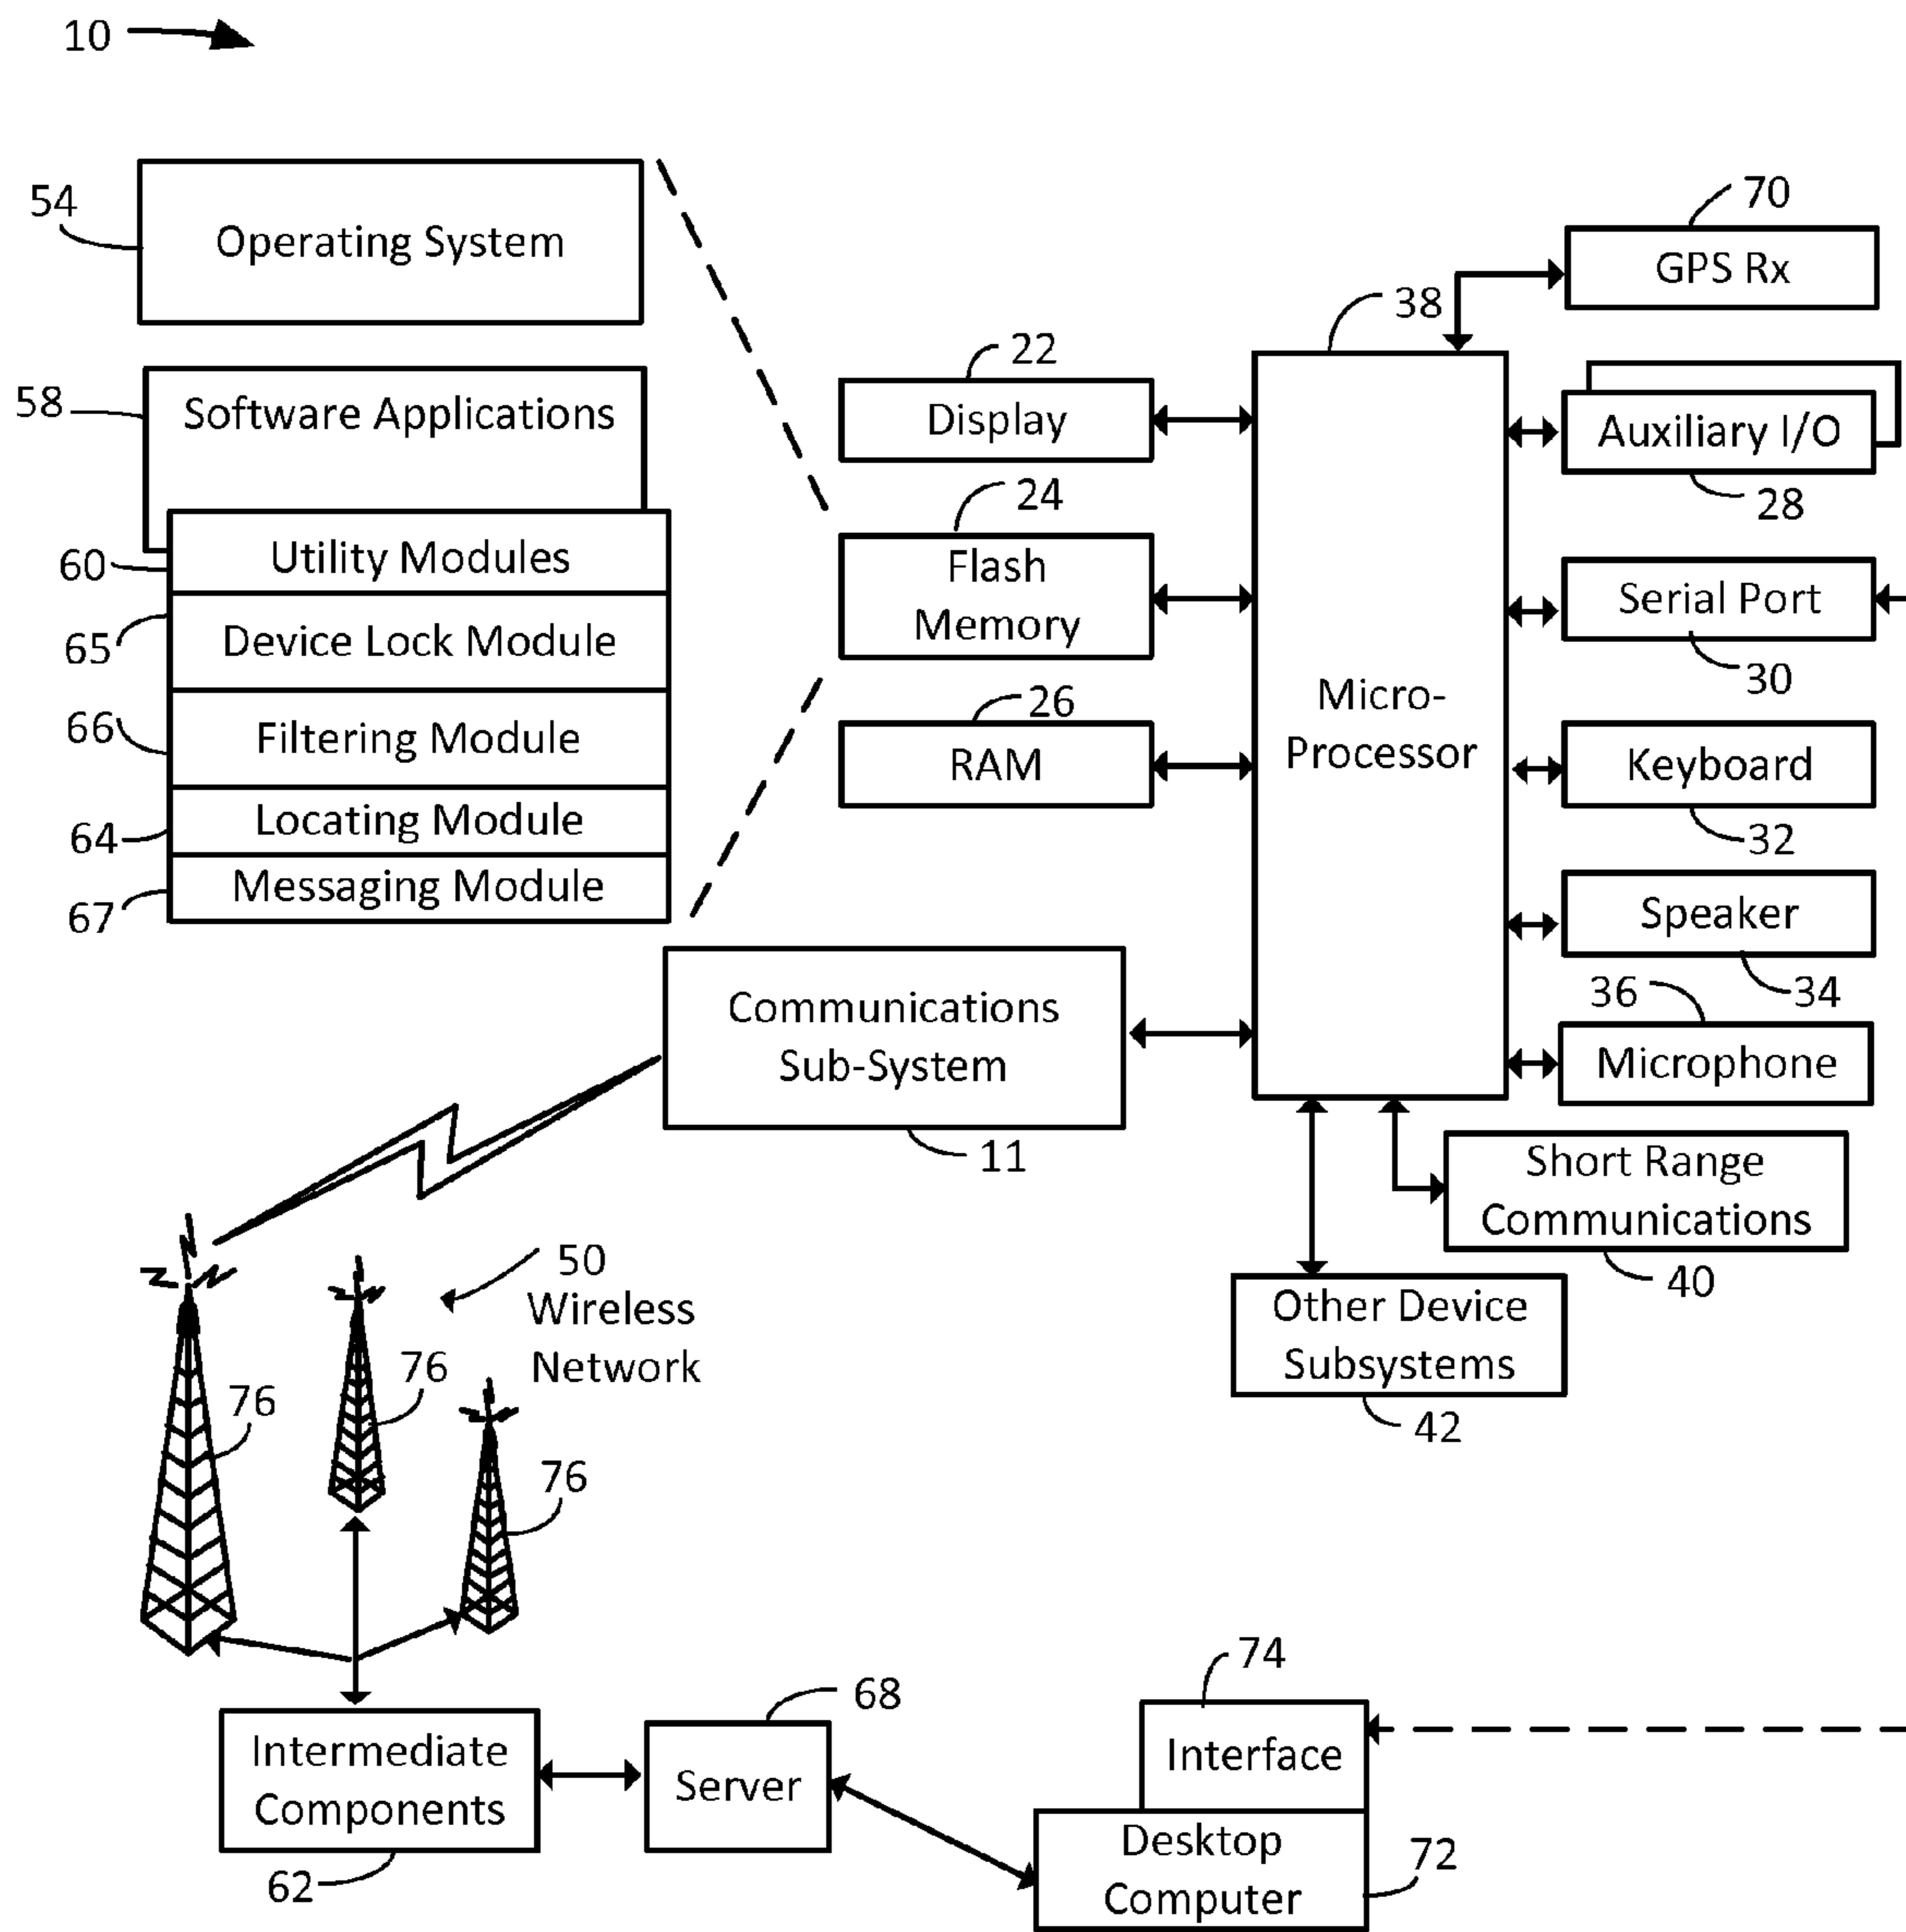 10
54
Operating System
58
Software Applications
60
Utility Modules
65
Device Lock Module
66
Filtering Module
64
Locating Module
67
Messaging Module
22
Display
24
Flash
Memory
26
RAM
38
Micro-
Processor
70
GPS Rx
Auxiliary I/O
28
Serial Port
30
Keyboard
32
Speaker
34
36
Microphone
Communications
Sub-System
11
Short Range
Communications
40
Other Device
Subsystems
42
50
Wireless
Network
76
76
76
Intermediate
Components
62
68
Server
74
Interface
Desktop
Computer
72